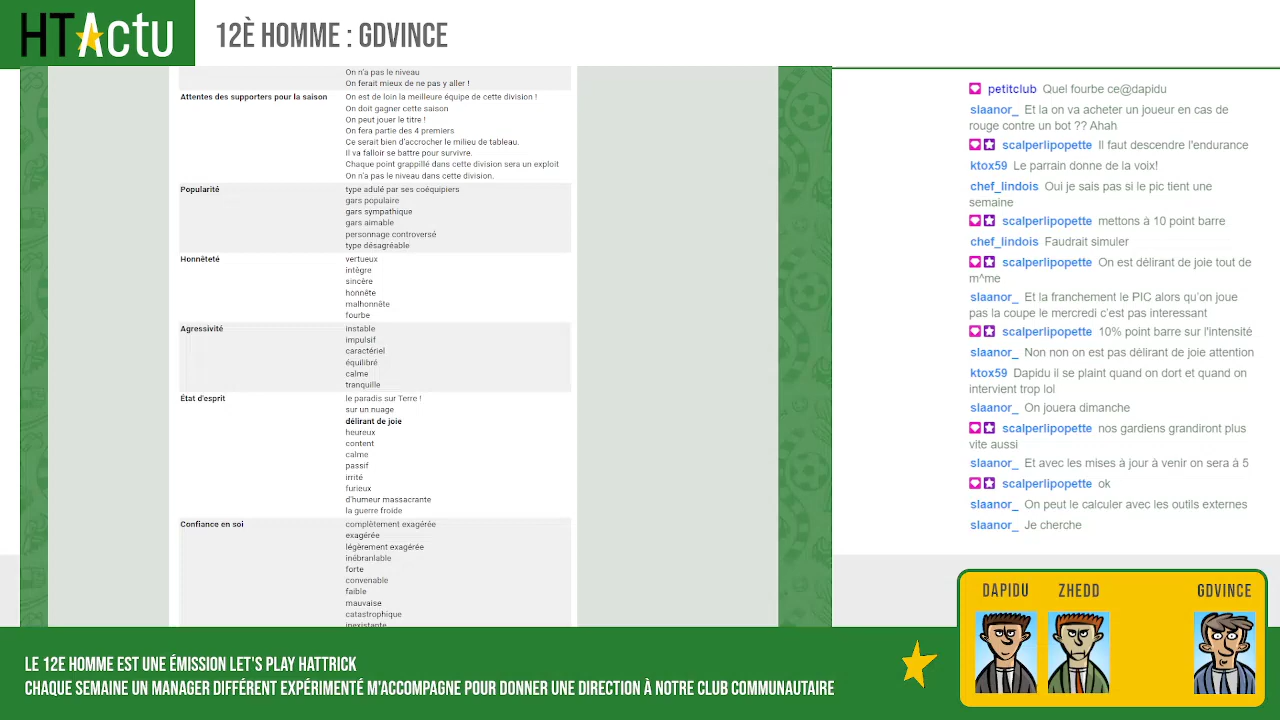 HTActu
12È HOMME : GDVINCE
On n'a pas le niveau
On ferait mieux de ne pas y aller !
Attentes des supporters pour la saison
On est de loin la meilleure équipe de cette division !
On doit gagner cette saison
On peut jouer le titre !
On fera partie des 4 premiers
Ce serait bien d'accrocher le milieu de tableau.
Il va falloir se battre pour survivre.
Chaque point grappillé dans cette division sera un exploit
On n'a pas le niveau dans cette division.
Popularité
type adulé par ses coéquipiers
gars populaire
gars sympathique
gars aimable
personnage controversé
type désagréable
Honnêteté
vertueux
intègre
sincère
honnête
malhonnête
fourbe
Agressivité
instable
impulsif
caractériel
équilibré
calme
tranquille
État d'esprit
le paradis sur Terre !
sur un nuage
délirant de joie
heureux
content
calme
passif
irrité
furieux
d'humeur massacrante
la guerre froide
Confiance en soi
complètement exagérée
exagérée
légèrement exagérée
inébranlable
forte
convenable
faible
mauvaise
catastrophique
inexistante
petitclub Quel fourbe ce@dapidu
slaanor_ Et la on va acheter un joueur en cas de
rouge contre un bot ?? Ahah
scalperlipopette Il faut descendre l'endurance
ktox59 Le parrain donne de la voix!
chef_lindois Oui je sais pas si le pic tient une
semaine
scalperlipopette mettons à 10 point barre
chef_lindois Faudrait simuler
scalperlipopette On est délirant de joie tout de
m^me
slaanor_ Et la franchement le PIC alors qu'on joue
pas la coupe le mercredi c'est pas interessant
scalperlipopette 10% point barre sur l'intensité
slaanor_ Non non on est pas délirant de joie attention
ktox59 Dapidu il se plaint quand on dort et quand on
intervient trop lol
slaanor_ On jouera dimanche
scalperlipopette nos gardiens grandiront plus
vite aussi
slaanor_ Et avec les mises à jour à venir on sera à 5
scalperlipopette ok
slaanor_ On peut le calculer avec les outils externes
slaanor_ Je cherche
DAPIDU ZHEDD GDVINCE
LE 12E HOMME EST UNE ÉMISSION LET'S PLAY HATTRICK
CHAQUE SEMAINE UN MANAGER DIFFÉRENT EXPÉRIMENTÉ M'ACCOMPAGNE POUR DONNER UNE DIRECTION À NOTRE CLUB COMMUNAUTAIRE